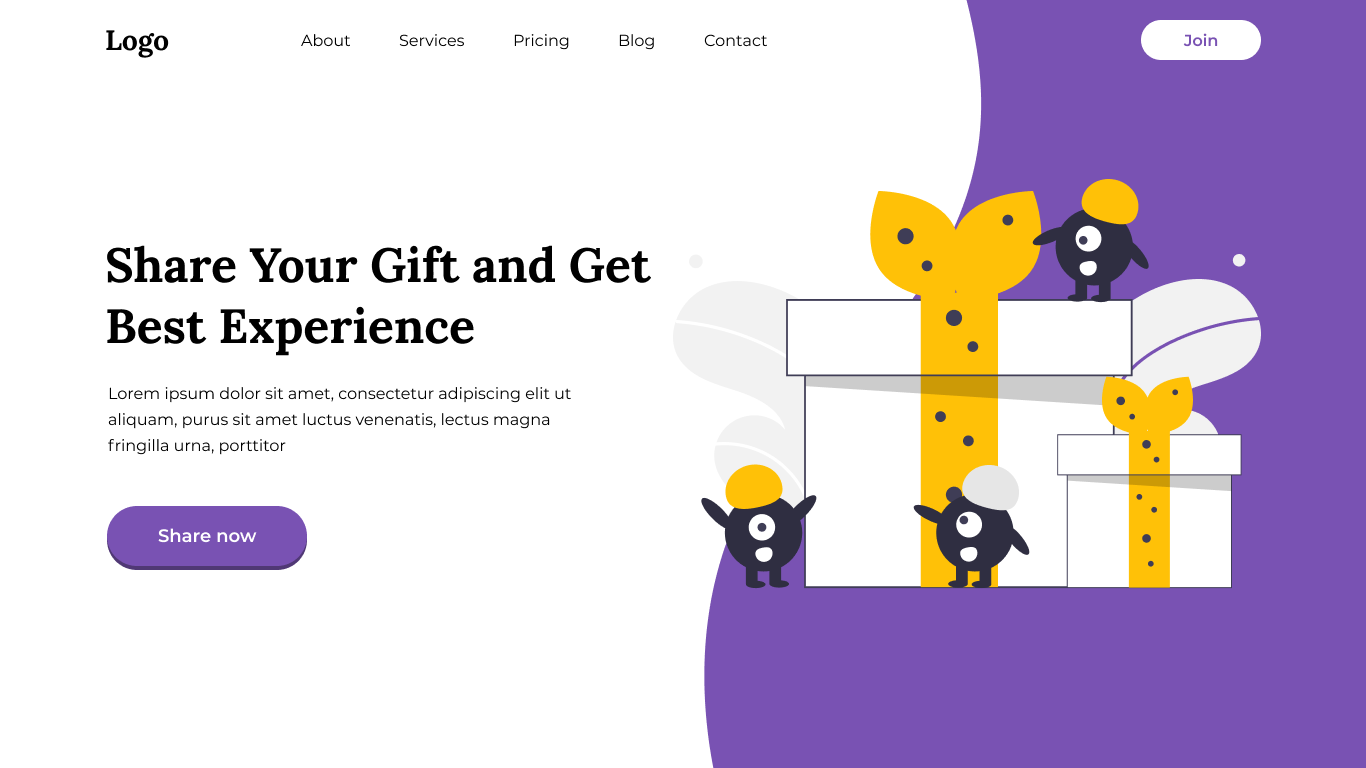 Logo
About Services Pricing Blog Contact
Join
Share Your Gift and Get
Best Experience
Lorem ipsum dolor sit amet, consectetur adipiscing elit ut
aliquam, purus sit amet luctus venenatis, lectus magna
fringilla urna, porttitor
Share now